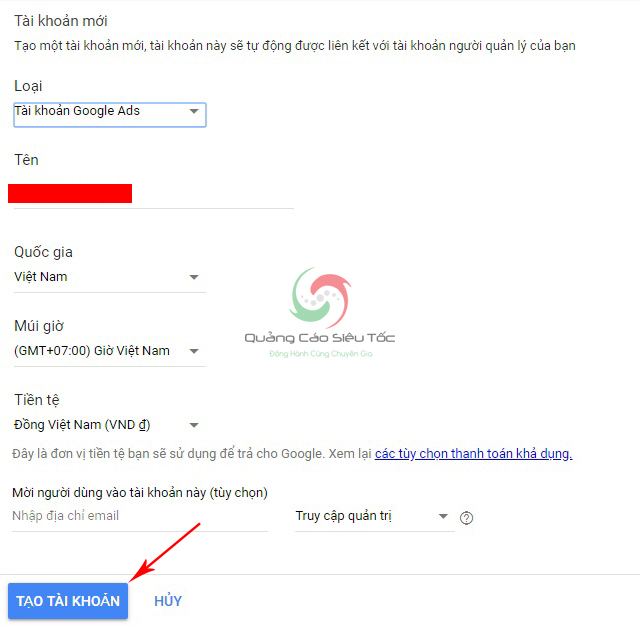 Tài khoản mới
Tạo một tài khoản mới, tài khoản này sẽ tự động được liên kết với tài khoản người quản lý của bạn
Loại
Tài khoản Google Ads
Tên
Quốc gia
Việt Nam
Múi giờ
(GMT+07:00) Giờ Việt Nam
Quảng Cáo Siêu Tốc
Đồng Hành Cùng Chuyên Gia
Tiền tệ
Đồng Việt Nam (VND ₫)
Đây là đơn vị tiền tệ bạn sẽ sử dụng để trả cho Google. Xem lại các tùy chọn thanh toán khả dụng.
Mời người dùng vào tài khoản này (tùy chọn)
Nhập địa chỉ email
Truy cập quản trị
TẠO TÀI KHOẢN
HỦY